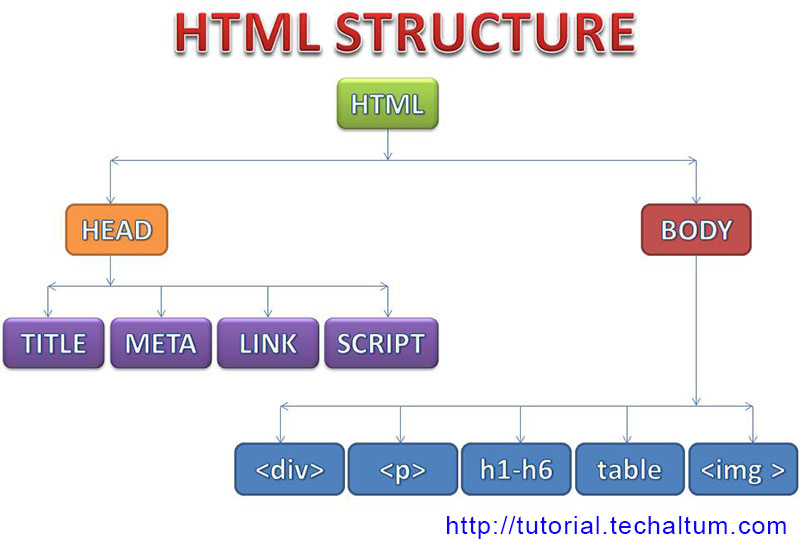 HTML STRUCTURE
HTML
HEAD
BODY
TITLE
META
LINK
SCRIPT
<div>
<p>
h1-h6
table
<img >
http://tutorial.techaltum.com